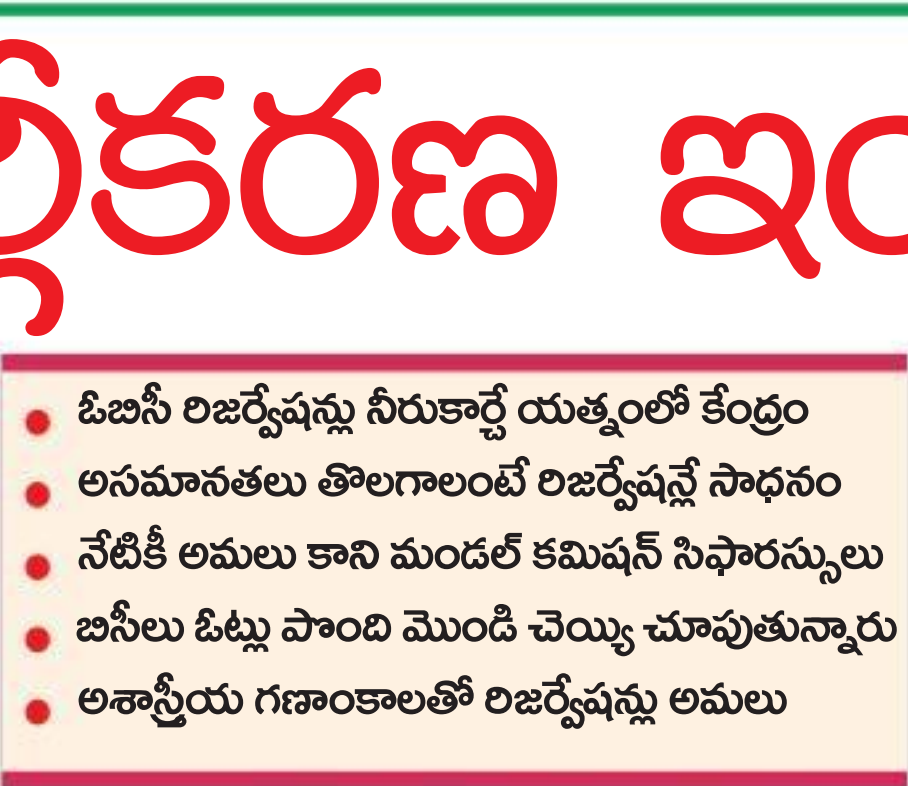 ర్గీకరణ ఇం
ఓబిసీ రిజర్వేషన్లు నీరుకార్చే యత్నంలో కేంద్రం
అసమానతలు తొలగాలంటే రిజర్వేషన్లే సాధనం
నేటికీ అమలు కాని మండల్ కమిషన్ సిఫారస్సులు
బిసీలు ఓట్లు పొంది మొండి చెయ్యి చూపుతున్నారు
అశాస్త్రీయ గణాంకాలతో రిజర్వేషన్లు అమలు